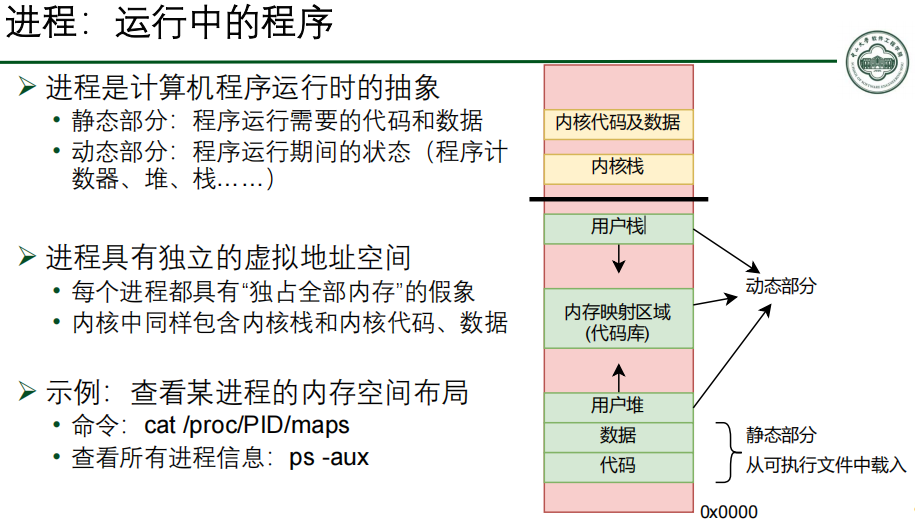 进程：运行中的程序
进程是计算机程序运行时的抽象
静态部分：程序运行需要的代码和数据
动态部分：程序运行期间的状态（程序计
数器、堆、栈……）
进程具有独立的虚拟地址空间
每个进程都具有“独占全部内存”的假象
内核中同样包含内核栈和内核代码、数据
示例：查看某进程的内存空间布局
命令：cat /proc/PID/maps
查看所有进程信息：ps -aux
内核代码及数据
内核栈
用户栈
内存映射区域
(代码库)
用户堆
数据
代码
动态部分
静态部分
从可执行文件中载入
0x0000